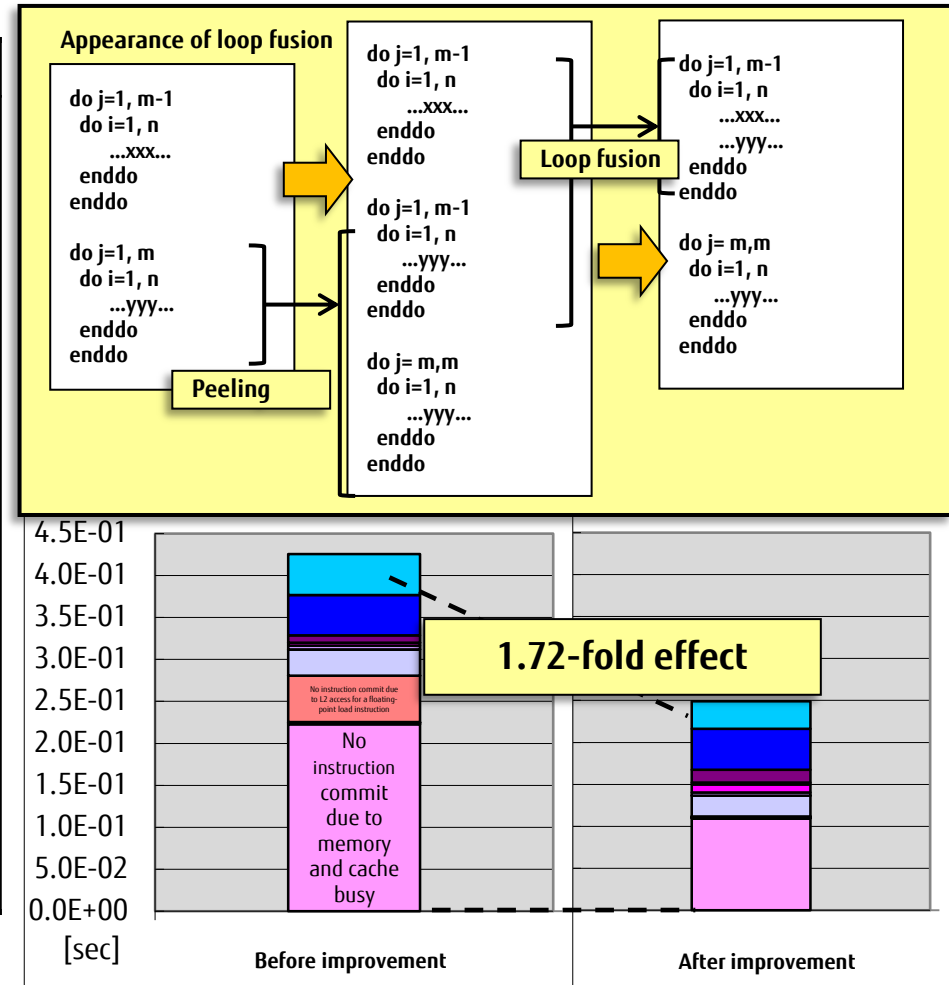 Appearance of loop fusion
do j=1, m-1
do i=1, n
...xxx...
enddo
enddo
do j=1, m
do i=1, n
...yyy...
enddo
enddo
Peeling
do j=1, m-1
do i=1, n
...xxx...
enddo
enddo
do j=1, m-1
do i=1, n
...yyy...
enddo
enddo
do j= m,m
do i=1, n
...yyy...
enddo
enddo
Loop fusion
do j=1, m-1
do i=1, n
...xxx...
...yyy...
enddo
enddo
do j= m,m
do i=1, n
...yyy...
enddo
enddo
4.5E-01
4.0E-01
3.5E-01
3.0E-01
2.5E-01
2.0E-01
1.5E-01
1.0E-01
5.0E-02
0.0E+00
[sec]
1.72-fold effect
No instruction commit due
to L2 access for a floating-
point load instruction
No
instruction
commit
due to
memory
and cache
busy
Before improvement
After improvement